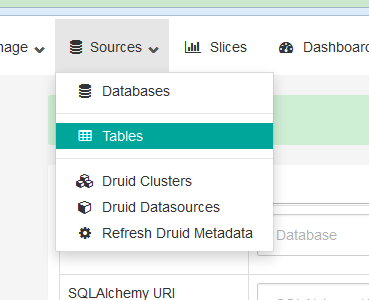 nage Sources Slices Dashboard
Databases
Tables
Druid Clusters
Druid Datasources
Refresh Druid Metadata
Database
SQLAlchemy URI